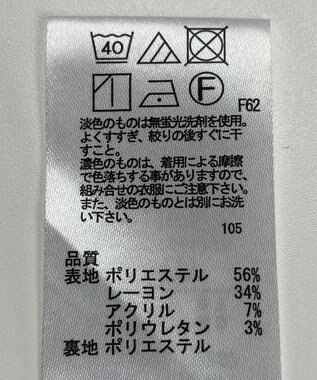 40
F
F62
淡色のものは無蛍光洗剤を使用。
よくすすぎ、絞りの後すぐに干
すこと。
濃色のものは、着用による摩擦
で色落ちする事がありますので、
組み合せの衣服にご注意下さい。
また、淡色のものとは別にお洗
い下さい。
105
品質
表地 ポリエステル 56%
レーヨン 34%
アクリル 7%
ポリウレタン 3%
裏地 ポリエステル